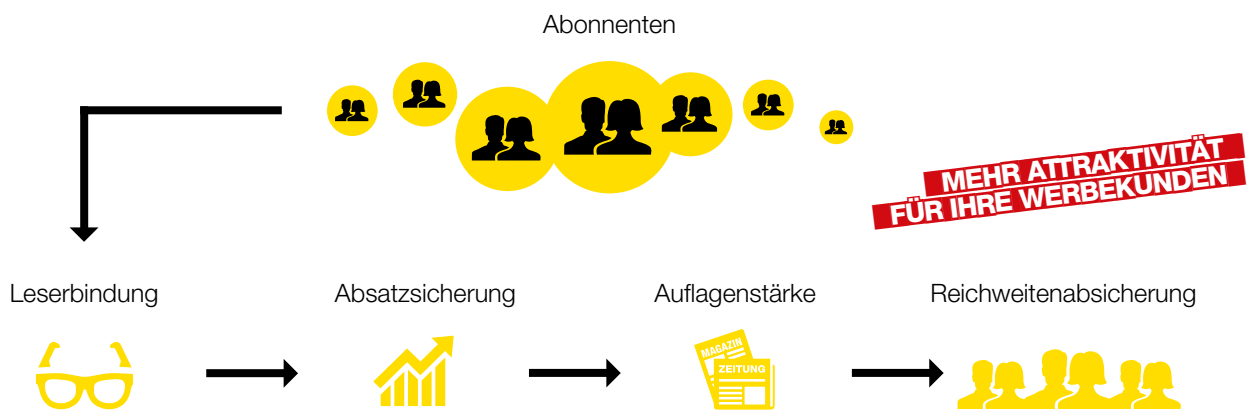 Abonnenten
MEHR ATTRAKTIVITÄT
FÜR IHRE WERBEKUNDEN
Leserbindung
Absatzsicherung
Auflagenstärke
Reichweitenabsicherung
MAGAZIN
ZEITUNG